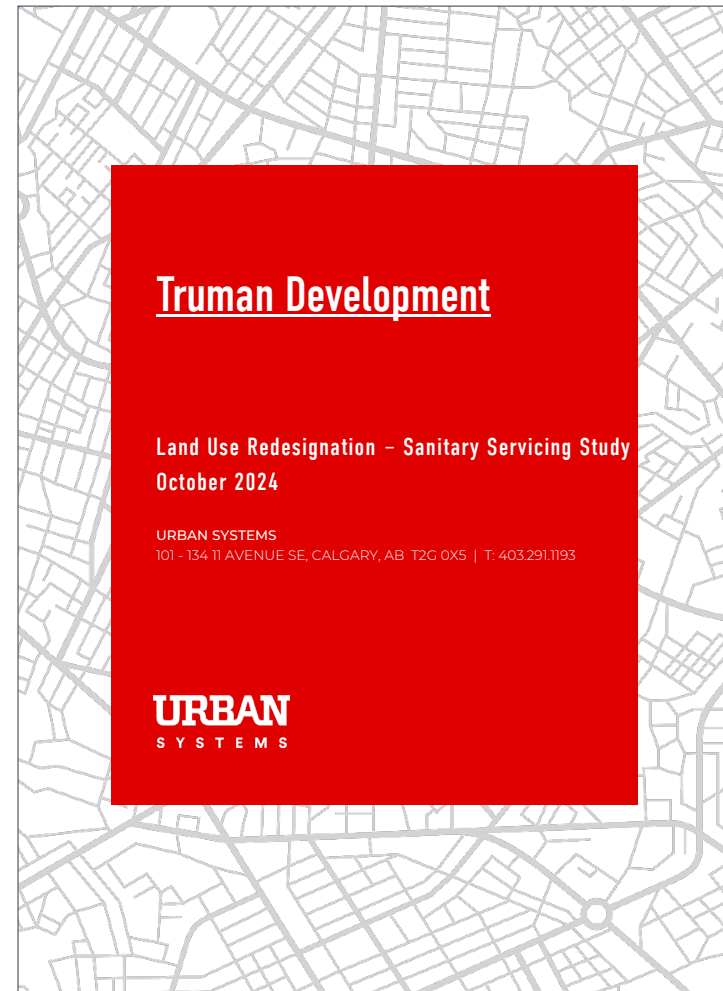 Truman Development
Land Use Redesignation – Sanitary Servicing Study
October 2024
URBAN SYSTEMS
101 - 134 11 AVENUE SE, CALGARY, AB T2G 0X5 | T: 403.291.1193
URBAN
SYSTEMS